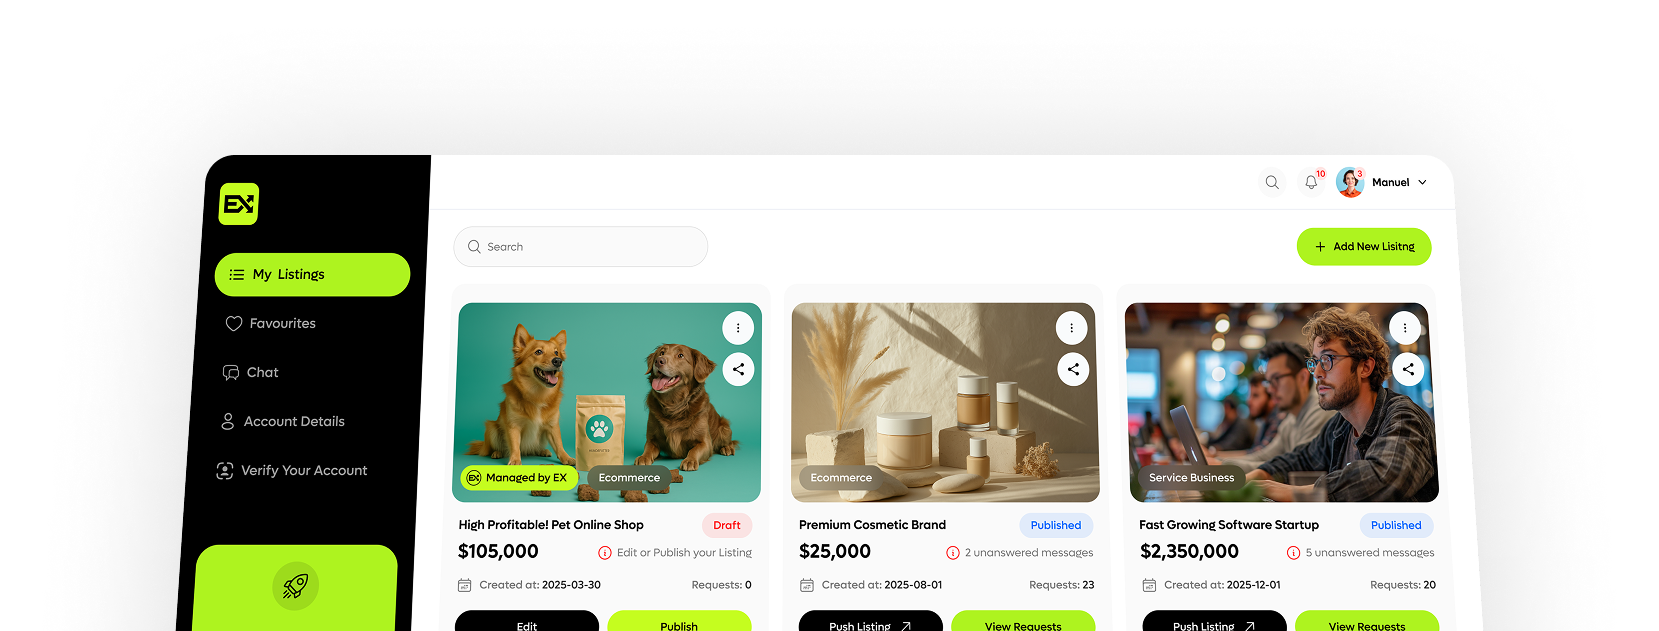 EX
10
3
Manuel
My Listings
Favourites
Chat
Account Details
Verify Your Account
Search
+ Add New Lisitng
EX Managed by EX
Ecommerce
High Profitable! Pet Online Shop
Draft
$105,000
Edit or Publish your Listing
Created at: 2025-03-30
Requests: 0
Edit
Publish
Ecommerce
Premium Cosmetic Brand
Published
$25,000
2 unanswered messages
Created at: 2025-08-01
Requests: 23
Push Listing
View Requests
Service Business
Fast Growing Software Startup
Published
$2,350,000
5 unanswered messages
Created at: 2025-12-01
Requests: 20
Push Listing
View Requests